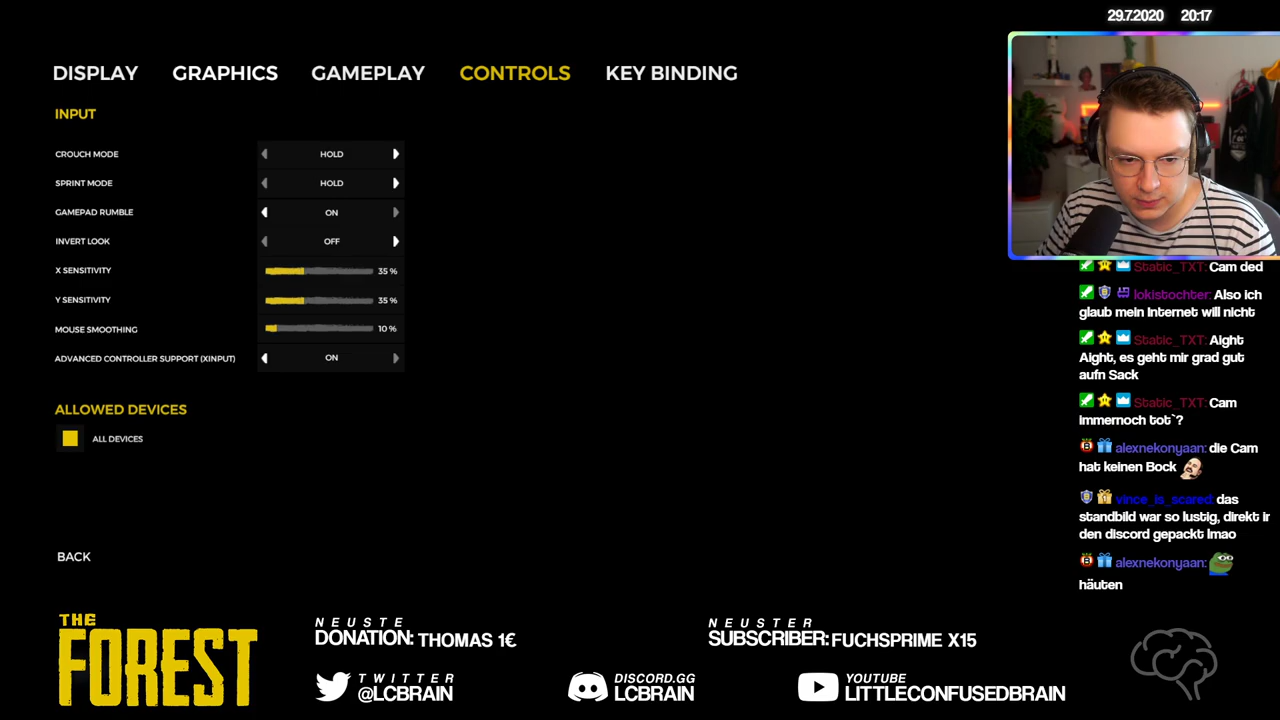 29.7.2020 20:17
DISPLAY GRAPHICS GAMEPLAY CONTROLS KEY BINDING
INPUT
CROUCH MODE HOLD
SPRINT MODE HOLD
GAMEPAD RUMBLE ON
INVERT LOOK OFF
X SENSITIVITY 35 %
Y SENSITIVITY 35 %
MOUSE SMOOTHING 10 %
ADVANCED CONTROLLER SUPPORT (XINPUT) ON
ALLOWED DEVICES
ALL DEVICES
BACK
Static_TXT: Cam ded
lokistochter: Also ich
glaub mein Internet will nicht
Static_TXT: Aight
Aight, es geht mir grad gut
aufn Sack
Static_TXT: Cam
immernoch tot`?
alexnekonyaan: die Cam
hat keinen Bock
vince_is_scared: das
standbild war so lustig, direkt ir
den discord gepackt lmao
alexnekonyaan:
häuten
THE
FOREST
NEUSTE
DONATION: THOMAS 1€
NEUSTER
SUBSCRIBER: FUCHSPRIME X15
TWITTER
@LCBRAIN
DISCORD.GG
LCBRAIN
YOUTUBE
LITTLECONFUSEDBRAIN